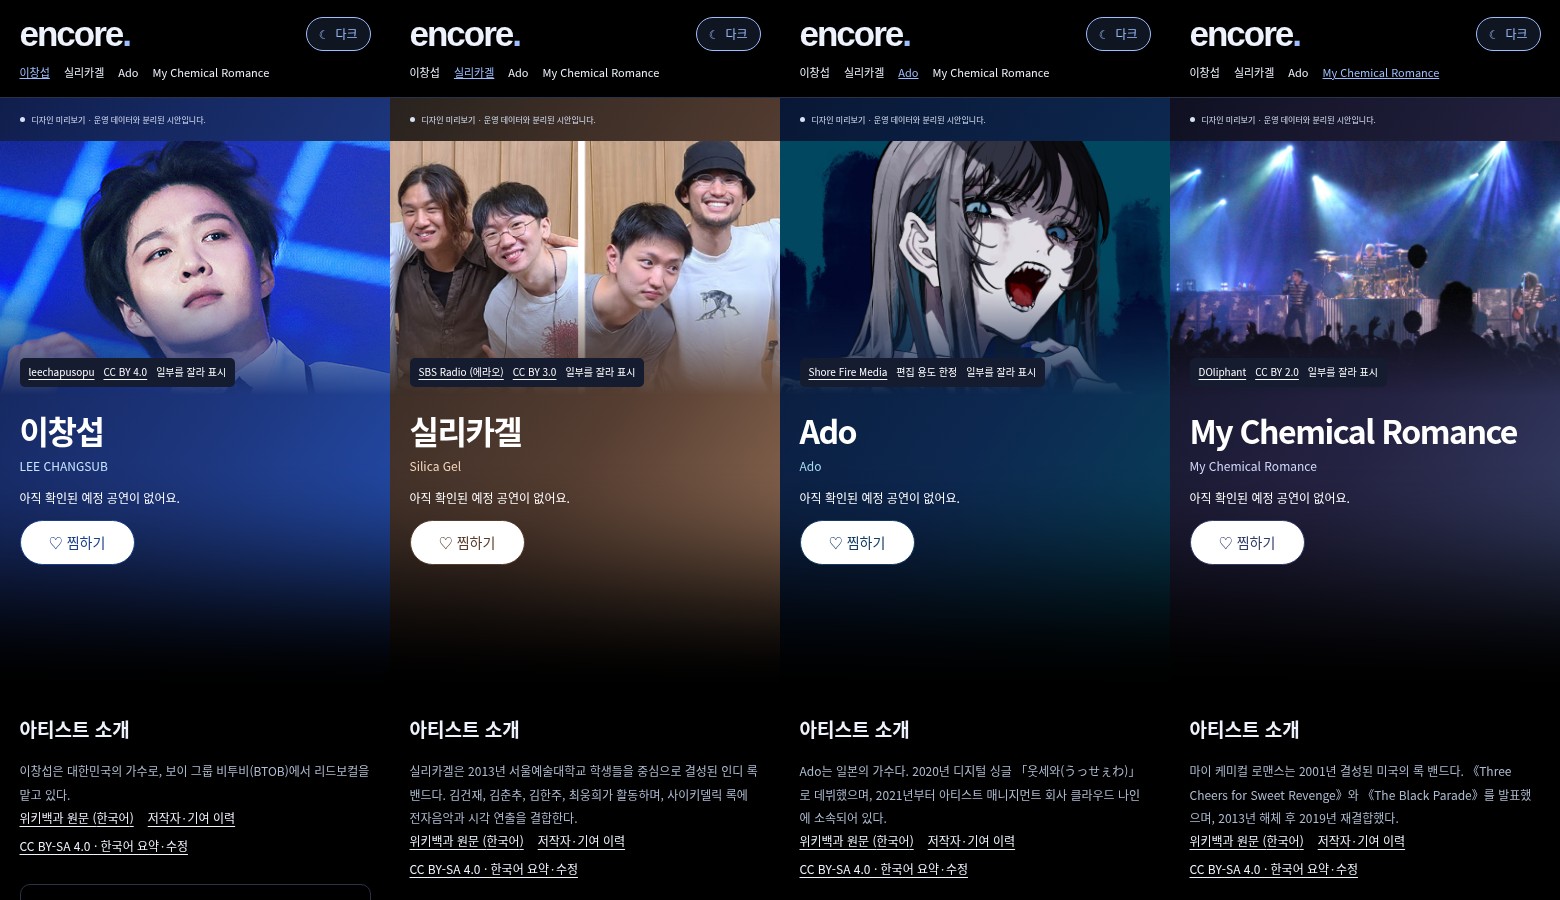 encore.
☾ 다크
이창섭 실리카겔 Ado My Chemical Romance
디자인 미리보기 · 운영 데이터와 분리된 시안입니다.
leechapusopu CC BY 4.0 일부를 잘라 표시
이창섭
LEE CHANGSUB
아직 확인된 예정 공연이 없어요.
♡ 찜하기
아티스트 소개
이창섭은 대한민국의 가수로, 보이 그룹 비투비(BTOB)에서 리드보컬을
맡고 있다.
위키백과 원문 (한국어) 저작자·기여 이력
CC BY-SA 4.0 · 한국어 요약·수정
encore.
☾ 다크
이창섭 실리카겔 Ado My Chemical Romance
디자인 미리보기 · 운영 데이터와 분리된 시안입니다.
SBS Radio (에라오) CC BY 3.0 일부를 잘라 표시
실리카겔
Silica Gel
아직 확인된 예정 공연이 없어요.
♡ 찜하기
아티스트 소개
실리카겔은 2013년 서울예술대학교 학생들을 중심으로 결성된 인디 록
밴드다. 김건재, 김춘추, 김한주, 최웅희가 활동하며, 사이키델릭 록에
전자음악과 시각 연출을 결합한다.
위키백과 원문 (한국어) 저작자·기여 이력
CC BY-SA 4.0 · 한국어 요약·수정
encore.
☾ 다크
이창섭 실리카겔 Ado My Chemical Romance
디자인 미리보기 · 운영 데이터와 분리된 시안입니다.
Shore Fire Media 편집 용도 한정 일부를 잘라 표시
Ado
Ado
아직 확인된 예정 공연이 없어요.
♡ 찜하기
아티스트 소개
Ado는 일본의 가수다. 2020년 디지털 싱글 「웃세와(うっせぇわ)」
로 데뷔했으며, 2021년부터 아티스트 매니지먼트 회사 클라우드 나인
에 소속되어 있다.
위키백과 원문 (한국어) 저작자·기여 이력
CC BY-SA 4.0 · 한국어 요약·수정
encore.
☾ 다크
이창섭 실리카겔 Ado My Chemical Romance
디자인 미리보기 · 운영 데이터와 분리된 시안입니다.
DOliphant CC BY 2.0 일부를 잘라 표시
My Chemical Romance
My Chemical Romance
아직 확인된 예정 공연이 없어요.
♡ 찜하기
아티스트 소개
마이 케미컬 로맨스는 2001년 결성된 미국의 록 밴드다. 《Three
Cheers for Sweet Revenge》와 《The Black Parade》를 발표했
으며, 2013년 해체 후 2019년 재결합했다.
위키백과 원문 (한국어) 저작자·기여 이력
CC BY-SA 4.0 · 한국어 요약·수정